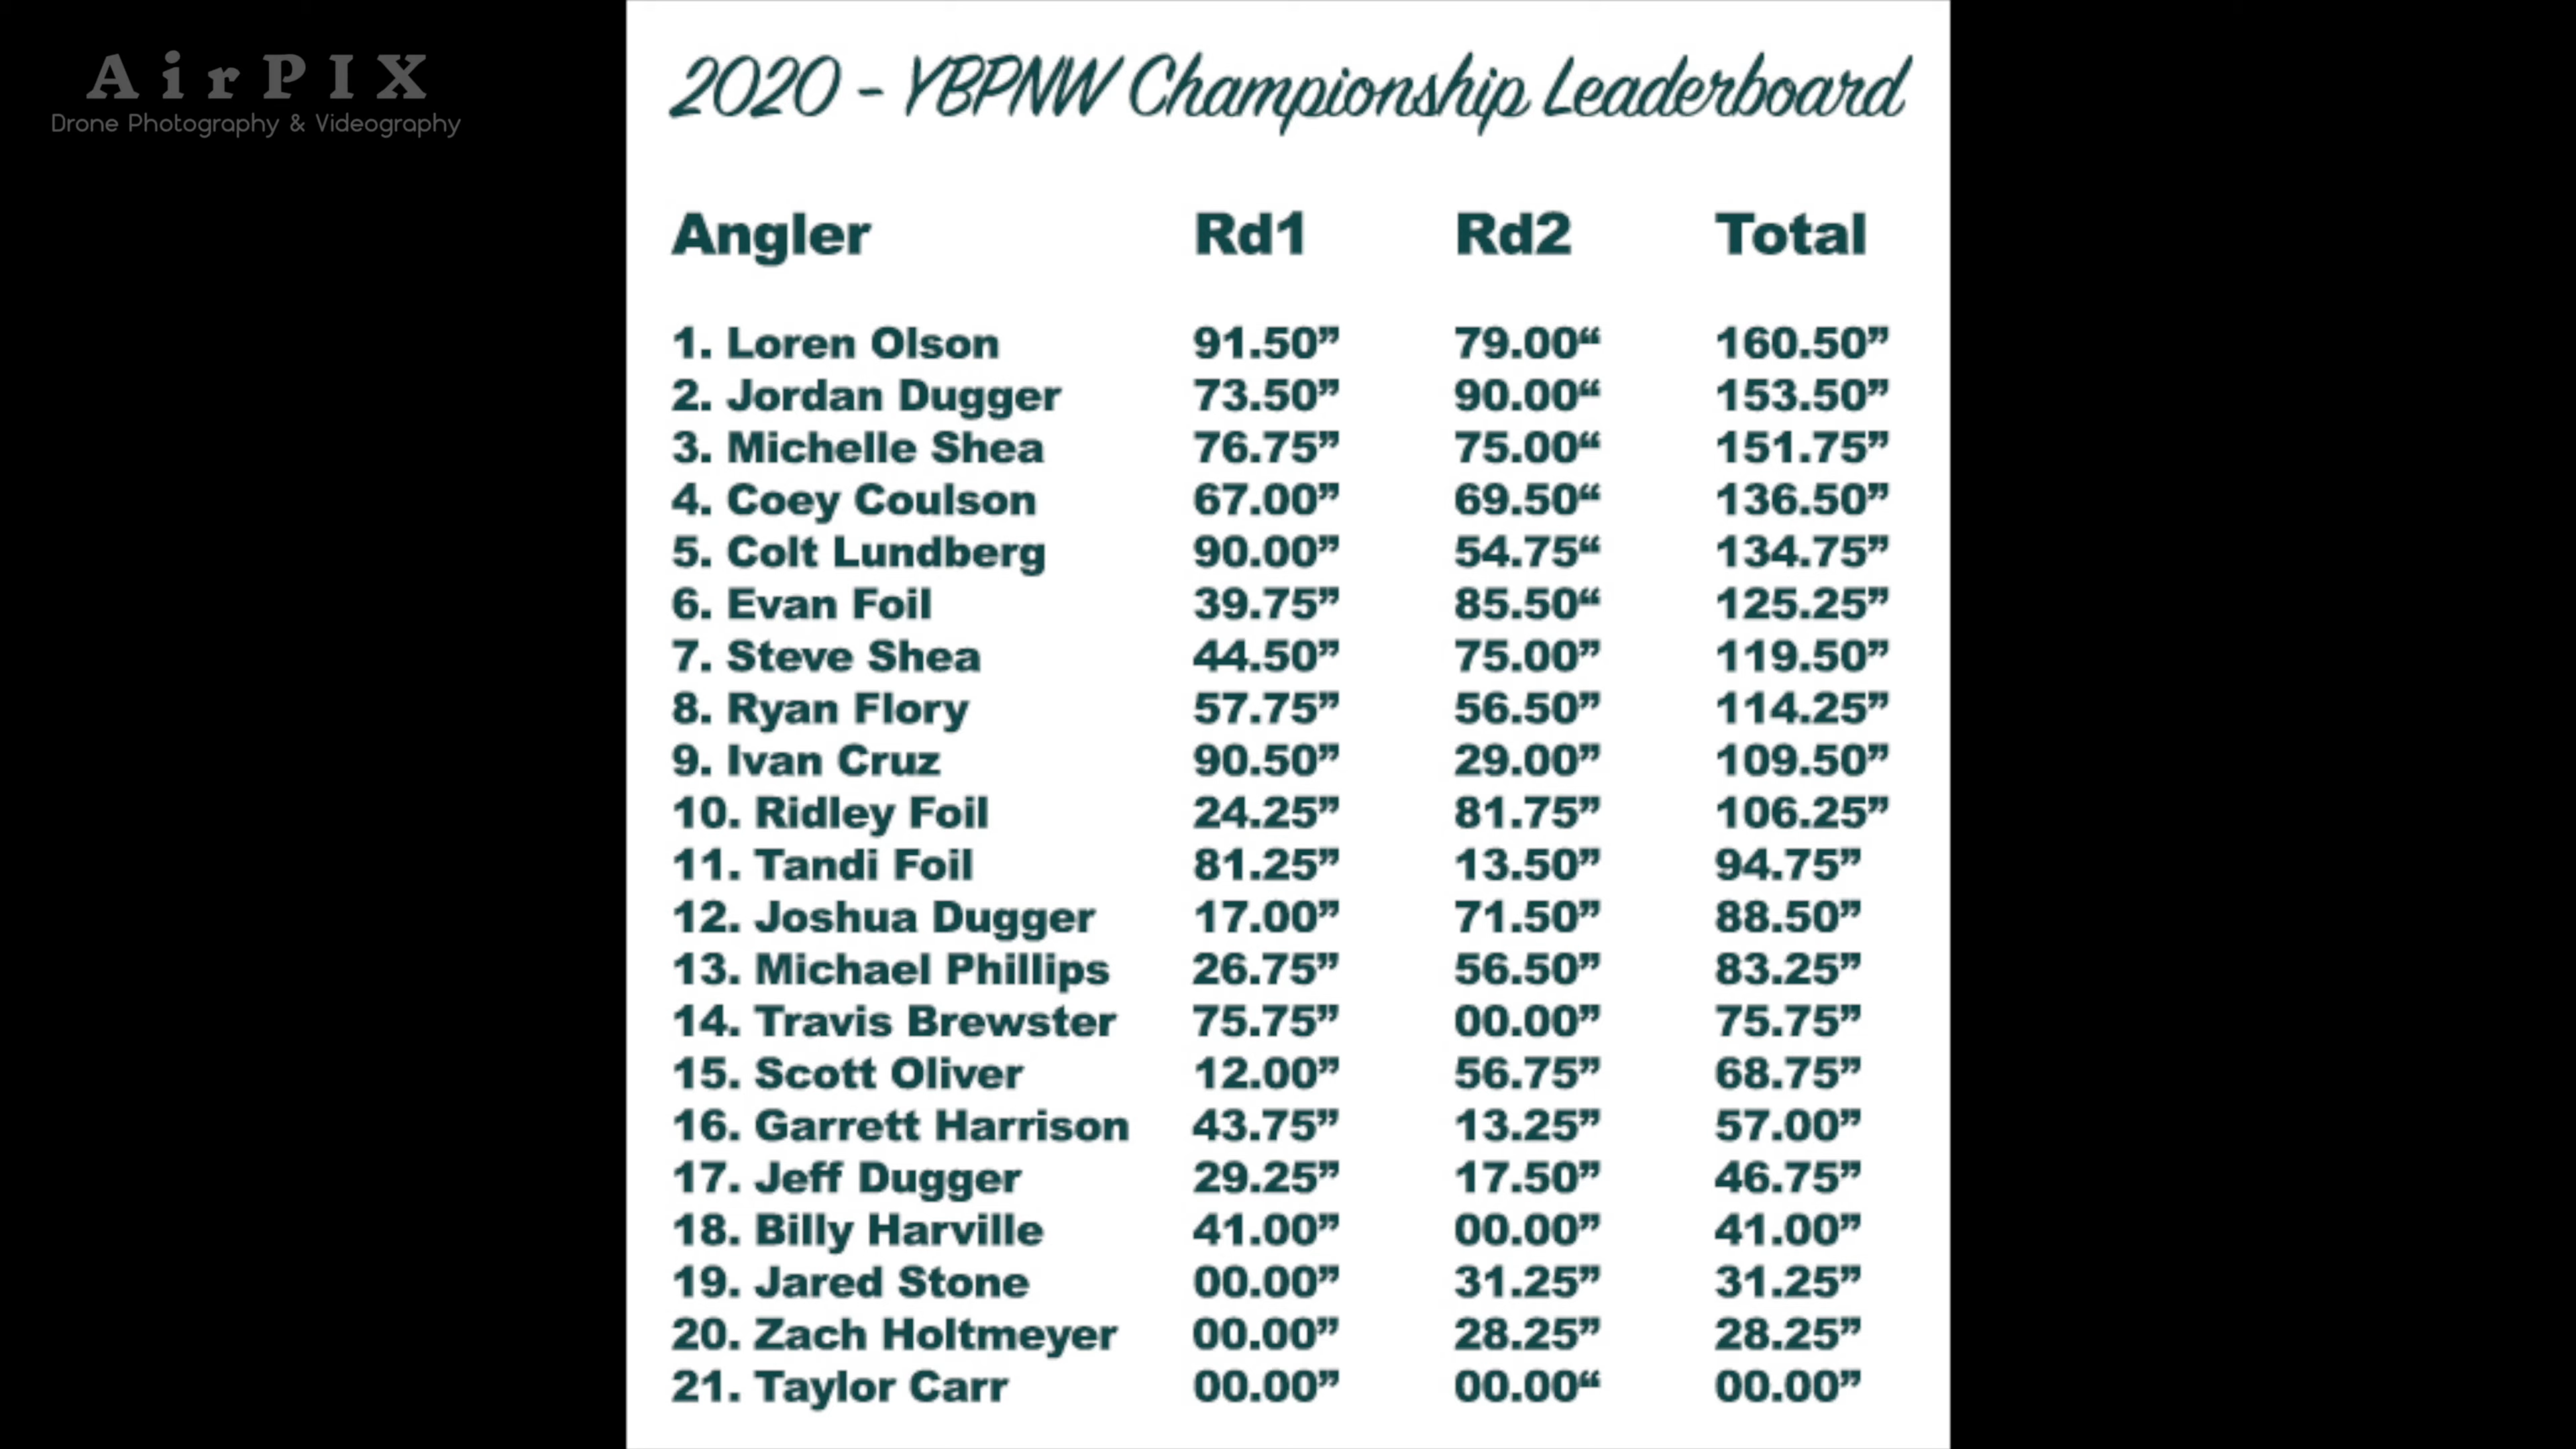 AirPIX
Drone Photography & Videography
2020 - YBPNW Championship Leaderboard
Angler Rd1 Rd2 Total
1. Loren Olson 91.50” 79.00“ 160.50”
2. Jordan Dugger 73.50” 90.00“ 153.50”
3. Michelle Shea 76.75” 75.00“ 151.75”
4. Coey Coulson 67.00” 69.50“ 136.50”
5. Colt Lundberg 90.00” 54.75“ 134.75”
6. Evan Foil 39.75” 85.50“ 125.25”
7. Steve Shea 44.50” 75.00” 119.50”
8. Ryan Flory 57.75” 56.50” 114.25”
9. Ivan Cruz 90.50” 29.00” 109.50”
10. Ridley Foil 24.25” 81.75” 106.25”
11. Tandi Foil 81.25” 13.50” 94.75”
12. Joshua Dugger 17.00” 71.50” 88.50”
13. Michael Phillips 26.75” 56.50” 83.25”
14. Travis Brewster 75.75” 00.00” 75.75”
15. Scott Oliver 12.00” 56.75” 68.75”
16. Garrett Harrison 43.75” 13.25” 57.00”
17. Jeff Dugger 29.25” 17.50” 46.75”
18. Billy Harville 41.00” 00.00” 41.00”
19. Jared Stone 00.00” 31.25” 31.25”
20. Zach Holtmeyer 00.00” 28.25” 28.25”
21. Taylor Carr 00.00” 00.00“ 00.00”